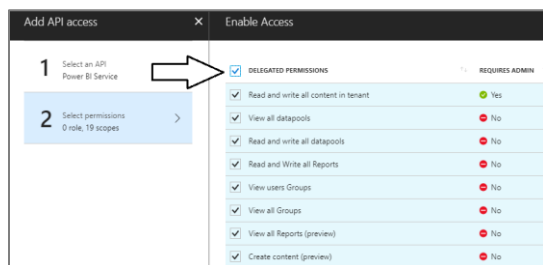 Add API access
Enable Access
1
Select an API
Power BI Service
2
Select permissions
0 role, 19 scopes
DELEGATED PERMISSIONS
REQUIRES ADMIN
Read and write all content in tenant
Yes
View all datapools
No
Read and write all datapools
No
Read and Write all Reports
No
View users Groups
No
View all Groups
No
View all Reports (preview)
No
Create content (preview)
No